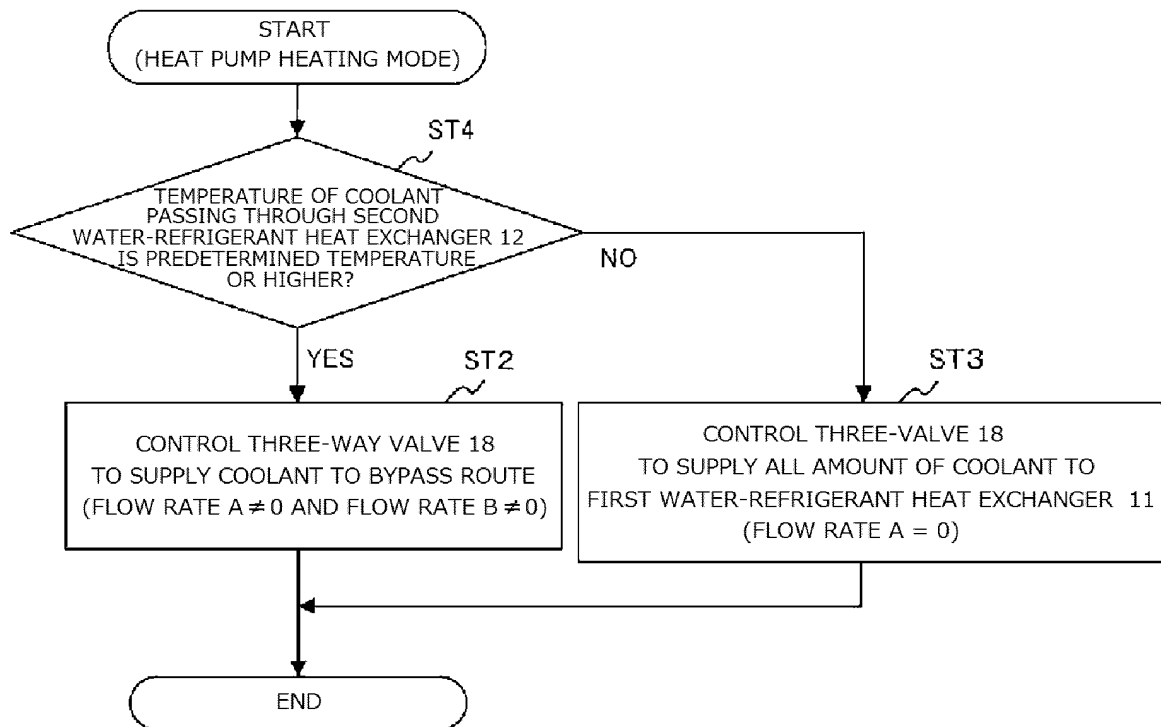 START
(HEAT PUMP HEATING MODE)
ST4
TEMPERATURE OF COOLANT
PASSING THROUGH SECOND
WATER-REFRIGERANT HEAT EXCHANGER 12
IS PREDETERMINED TEMPERATURE
OR HIGHER?
NO
YES
ST2
CONTROL THREE-WAY VALVE 18
TO SUPPLY COOLANT TO BYPASS ROUTE
(FLOW RATE A≠0 AND FLOW RATE B≠0)
ST3
CONTROL THREE-VALVE 18
TO SUPPLY ALL AMOUNT OF COOLANT TO
FIRST WATER-REFRIGERANT HEAT EXCHANGER 11
(FLOW RATE A = 0)
END